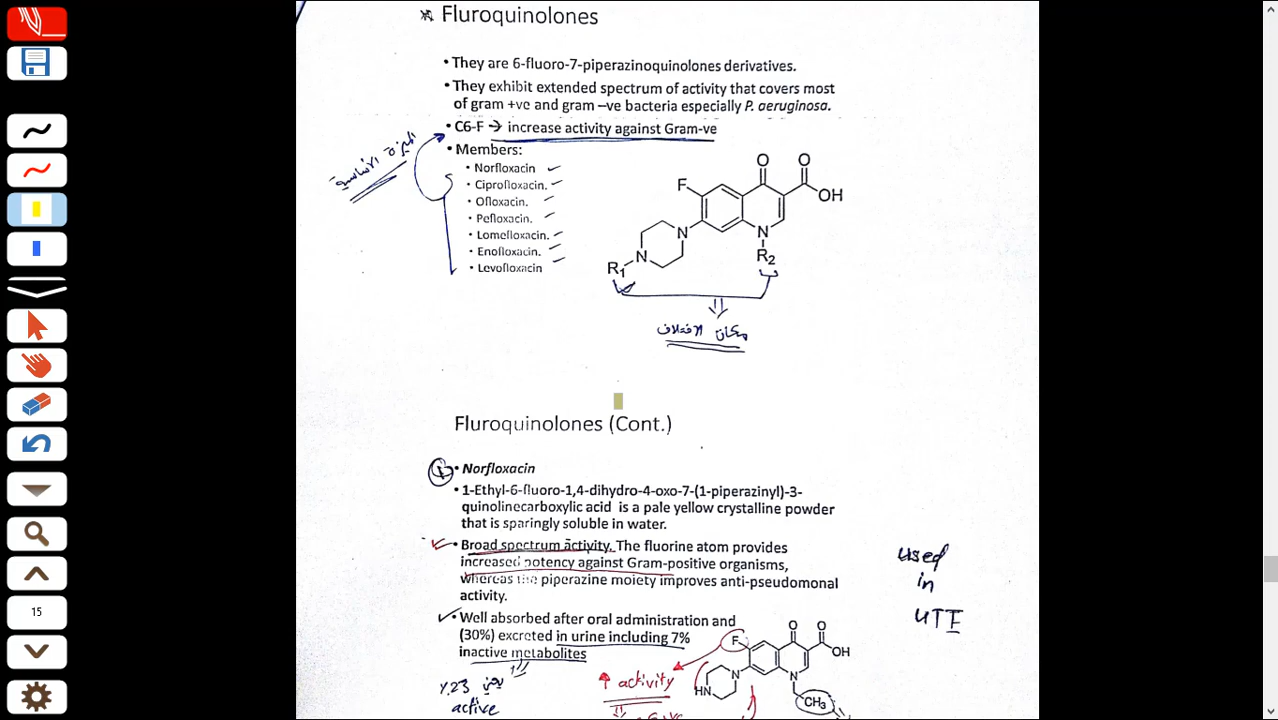 Fluroquinolones
• They are 6-fluoro-7-piperazinoquinolones derivatives.
• They exhibit extended spectrum of activity that covers most
of gram +ve and gram –ve bacteria especially P. aeruginosa.
• C6-F → increase activity against Gram-ve
الميزة الأساسية
• Members:
• Norfloxacin
• Ciprofloxacin.
• Ofloxacin.
• Pefloxacin.
• Lomefloxacin.
• Enofloxacin.
• Levofloxacin
O O
F
OH
N
N
N
R1
R2
مكان الاختلاف
Fluroquinolones (Cont.)
1 • Norfloxacin
• 1-Ethyl-6-fluoro-1,4-dihydro-4-oxo-7-(1-piperazinyl)-3-
quinolinecarboxylic acid is a pale yellow crystalline powder
that is sparingly soluble in water.
• Broad spectrum activity. The fluorine atom provides
increased potency against Gram-positive organisms,
whereas the piperazine moiety improves anti-pseudomonal
activity.
used
in
UTI
• Well absorbed after oral administration and
(30%) excreted in urine including 7%
inactive metabolites
O O
F
OH
N
N
HN
CH3
↑ activity
يعني 23%
active
15